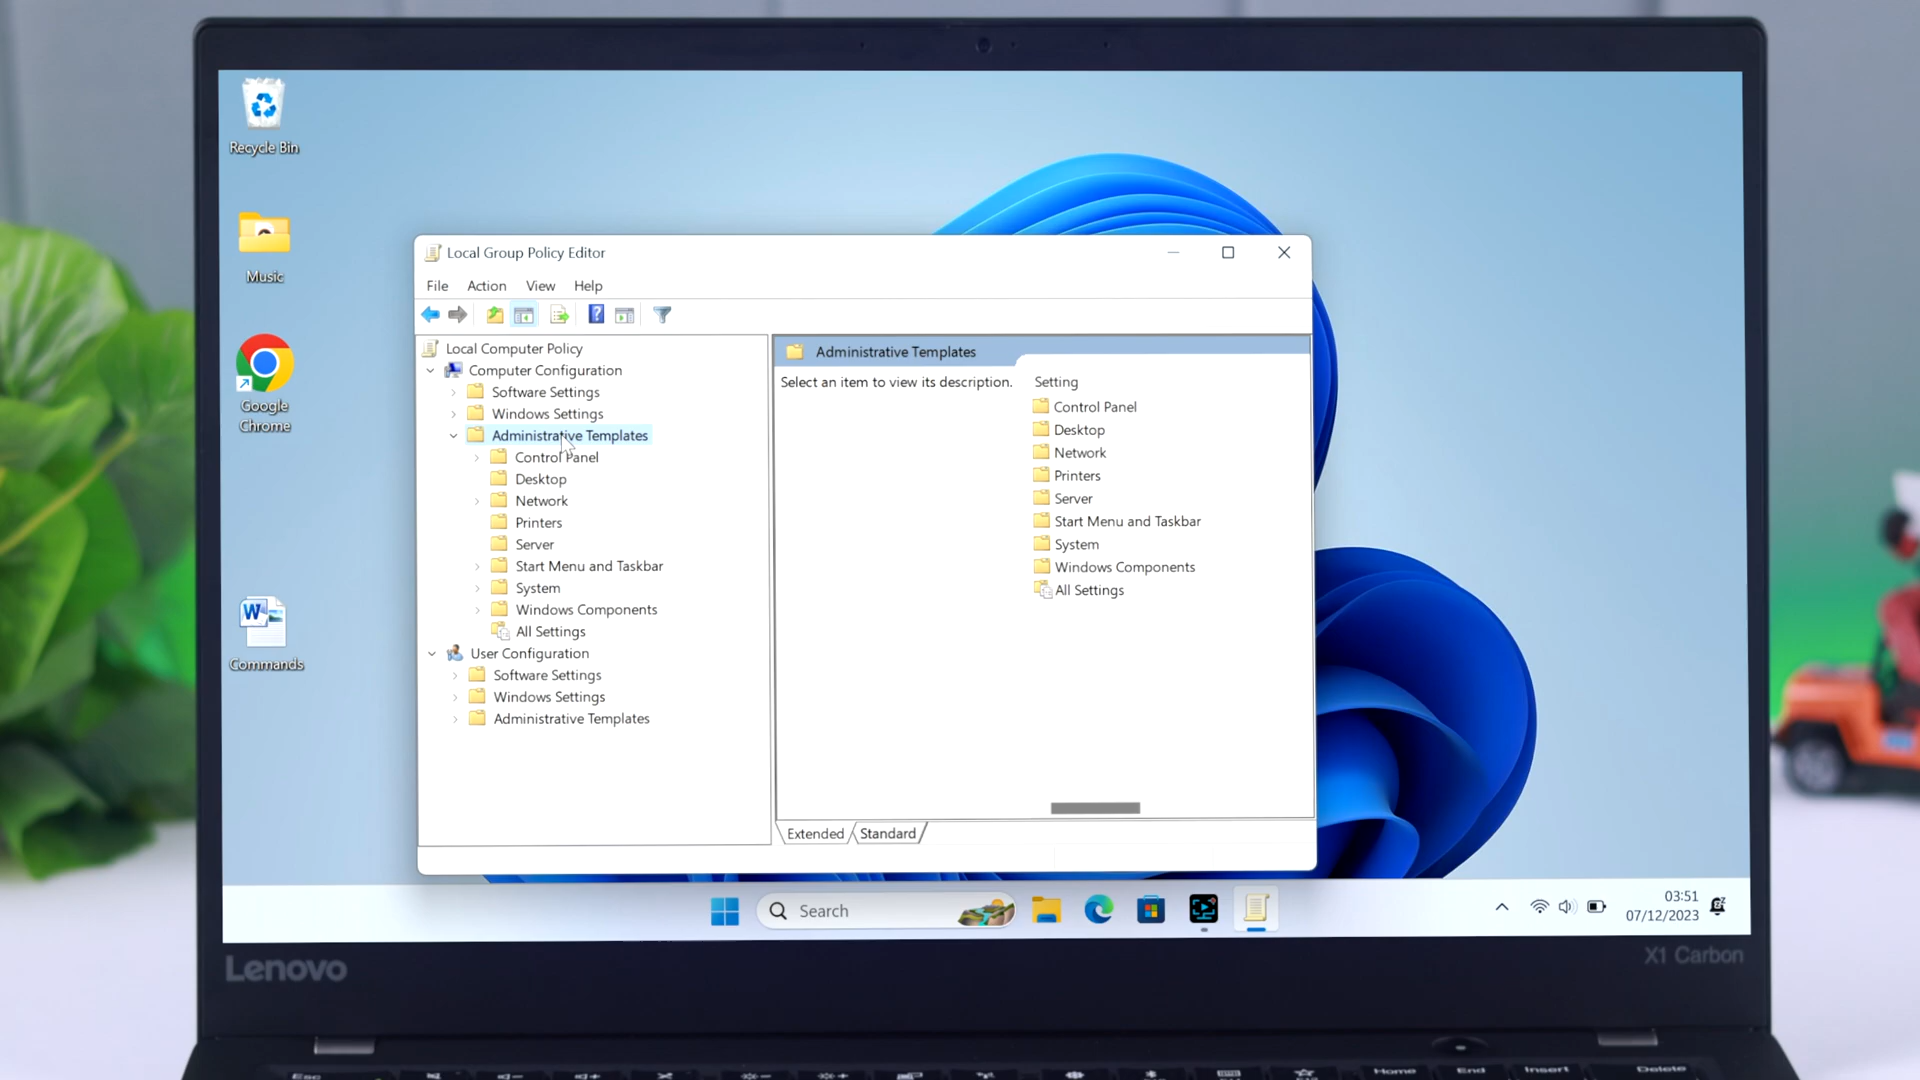 Recycle Bin
Music
Google
Chrome
W
Commands
Local Group Policy Editor
File Action View Help
?
Local Computer Policy
Computer Configuration
Software Settings
Windows Settings
Administrative Templates
Control Panel
Desktop
Network
Printers
Server
Start Menu and Taskbar
System
Windows Components
All Settings
User Configuration
Software Settings
Windows Settings
Administrative Templates
Administrative Templates
Select an item to view its description.
Setting
Control Panel
Desktop
Network
Printers
Server
Start Menu and Taskbar
System
Windows Components
All Settings
Extended Standard
Search
03:51
07/12/2023
Lenovo
X1 Carbon
Esc
Home
End
Insert
Delete